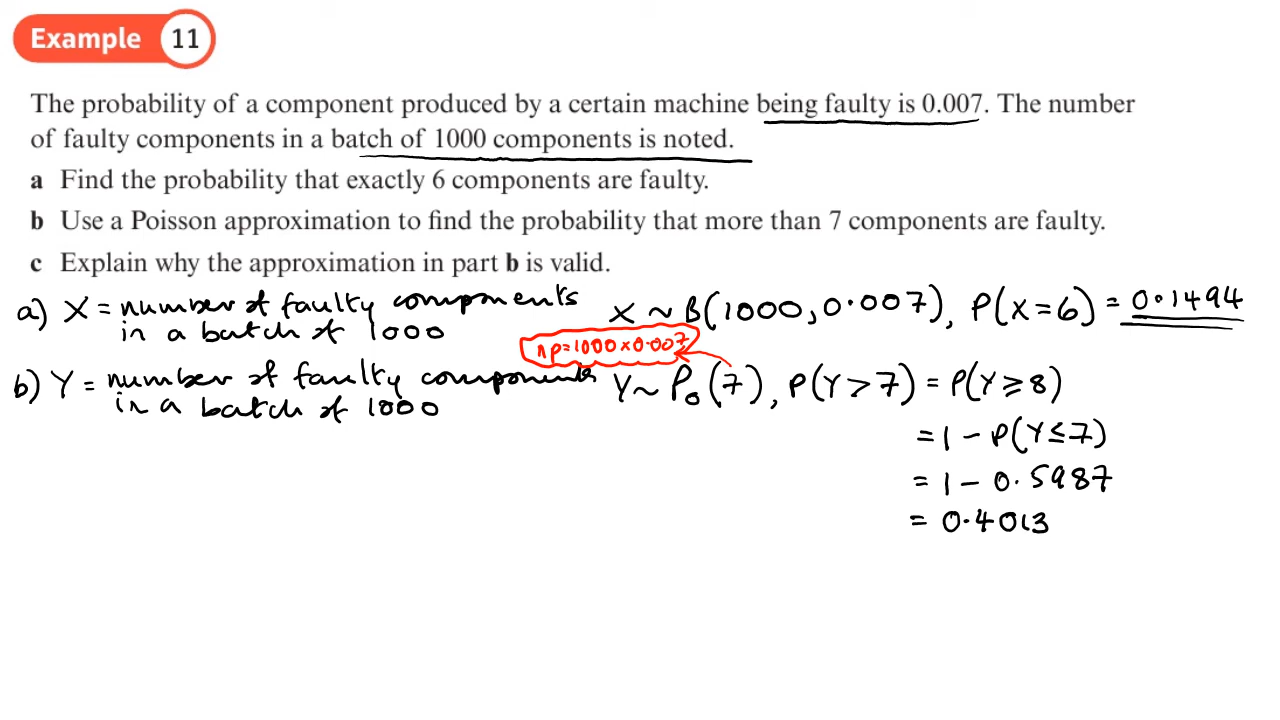 Example 11
The probability of a component produced by a certain machine being faulty is 0.007. The number
of faulty components in a batch of 1000 components is noted.
a Find the probability that exactly 6 components are faulty.
b Use a Poisson approximation to find the probability that more than 7 components are faulty.
c Explain why the approximation in part b is valid.
a) X = number of faulty components
in a batch of 1000
X ~ B(1000, 0.007), P(X = 6) = 0.1494
np = 1000 × 0.007
b) Y = number of faulty components
in a batch of 1000
Y ~ Po(7), P(Y > 7) = P(Y ≥ 8)
= 1 - P(Y ≤ 7)
= 1 - 0.5987
= 0.4013